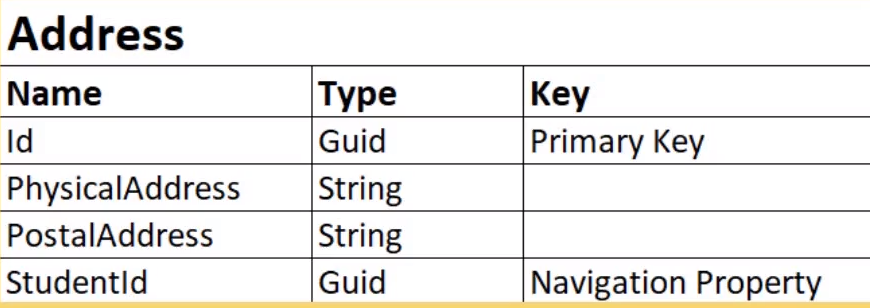 Address
Name Type Key
Id Guid Primary Key
PhysicalAddress String
PostalAddress String
StudentId Guid Navigation Property